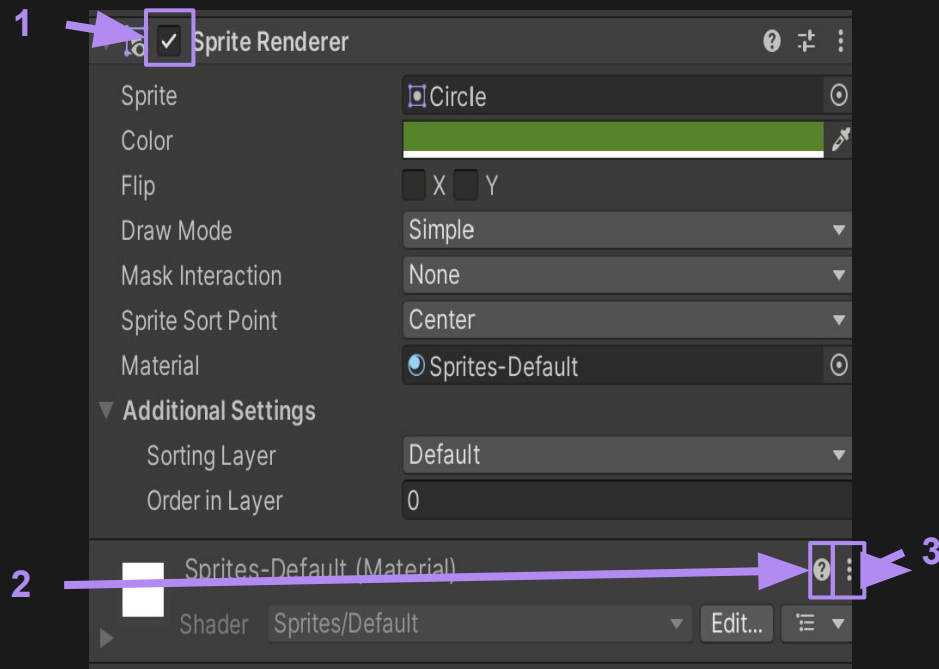 1
Sprite Renderer
Sprite Circle
Color
Flip X Y
Draw Mode Simple
Mask Interaction None
Sprite Sort Point Center
Material Sprites-Default
Additional Settings
Sorting Layer Default
Order in Layer 0
3
Sprites-Default (Material)
2
Shader Sprites/Default Edit...